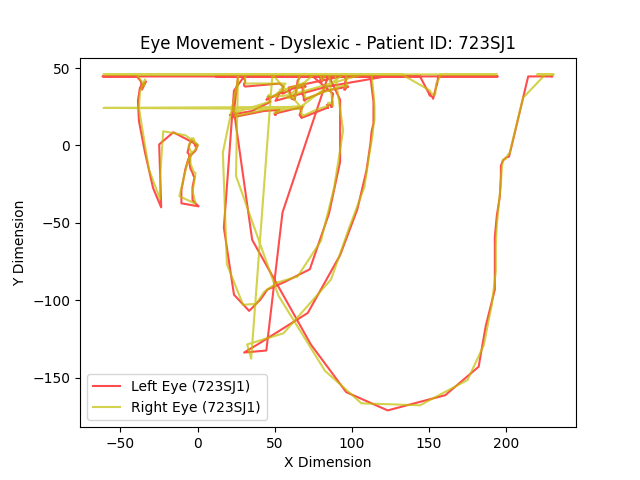 Eye Movement - Dyslexic - Patient ID: 723SJ1
50
0
−50
−100
−150
Y Dimension
−50
0
50
100
150
200
X Dimension
Left Eye (723SJ1)
Right Eye (723SJ1)